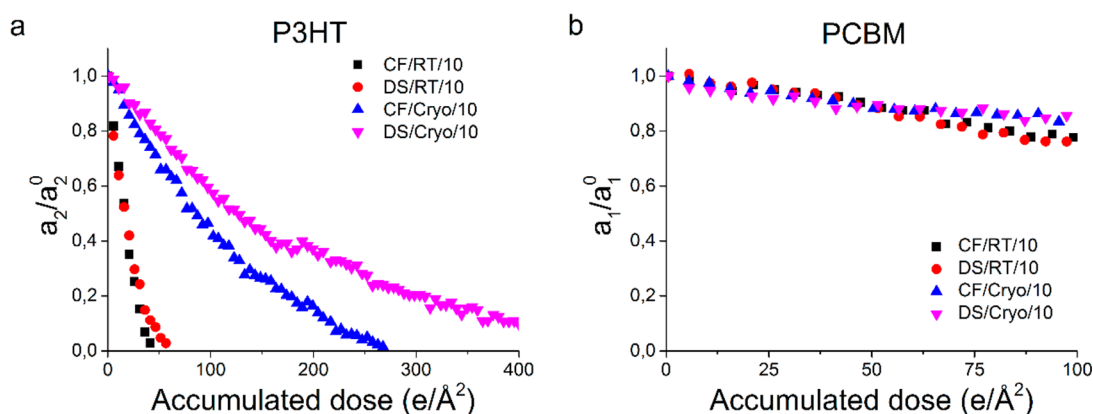 a
P3HT
CF/RT/10
DS/RT/10
CF/Cryo/10
DS/Cryo/10
1,0
0,8
0,6
0,4
0,2
0,0
a₂/a₂⁰
0
100
200
300
400
Accumulated dose (e/Å²)
b
PCBM
1,0
0,8
0,6
0,4
0,2
0,0
a₁/a₁⁰
CF/RT/10
DS/RT/10
CF/Cryo/10
DS/Cryo/10
0
25
50
75
100
Accumulated dose (e/Å²)